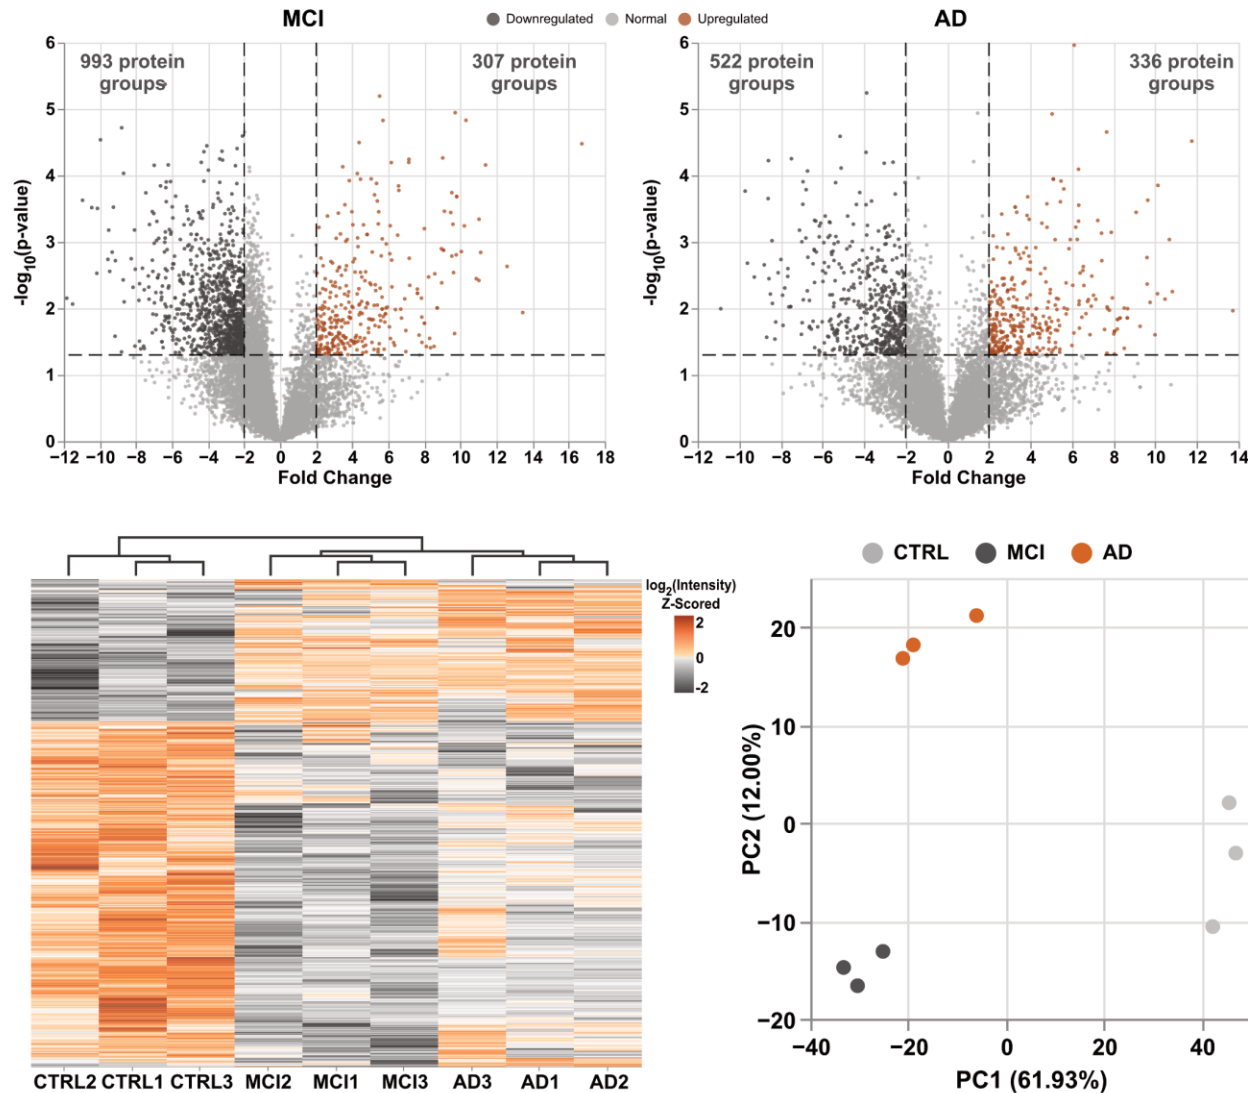 MCI
Downregulated Normal Upregulated
AD
993 protein
groups
307 protein
groups
6
5
4
3
2
1
0
-log10(p-value)
−12 −10 −8 −6 −4 −2 0 2 4 6 8 10 12 14 16 18
Fold Change
522 protein
groups
336 protein
groups
6
5
4
3
2
1
0
-log10(p-value)
−12 −10 −8 −6 −4 −2 0 2 4 6 8 10 12 14
Fold Change
log2(Intensity)
Z-Scored
2
0
-2
CTRL2 CTRL1 CTRL3 MCI2 MCI1 MCI3 AD3 AD1 AD2
CTRL MCI AD
20
10
0
−10
−20
PC2 (12.00%)
−40 −20 0 20 40
PC1 (61.93%)